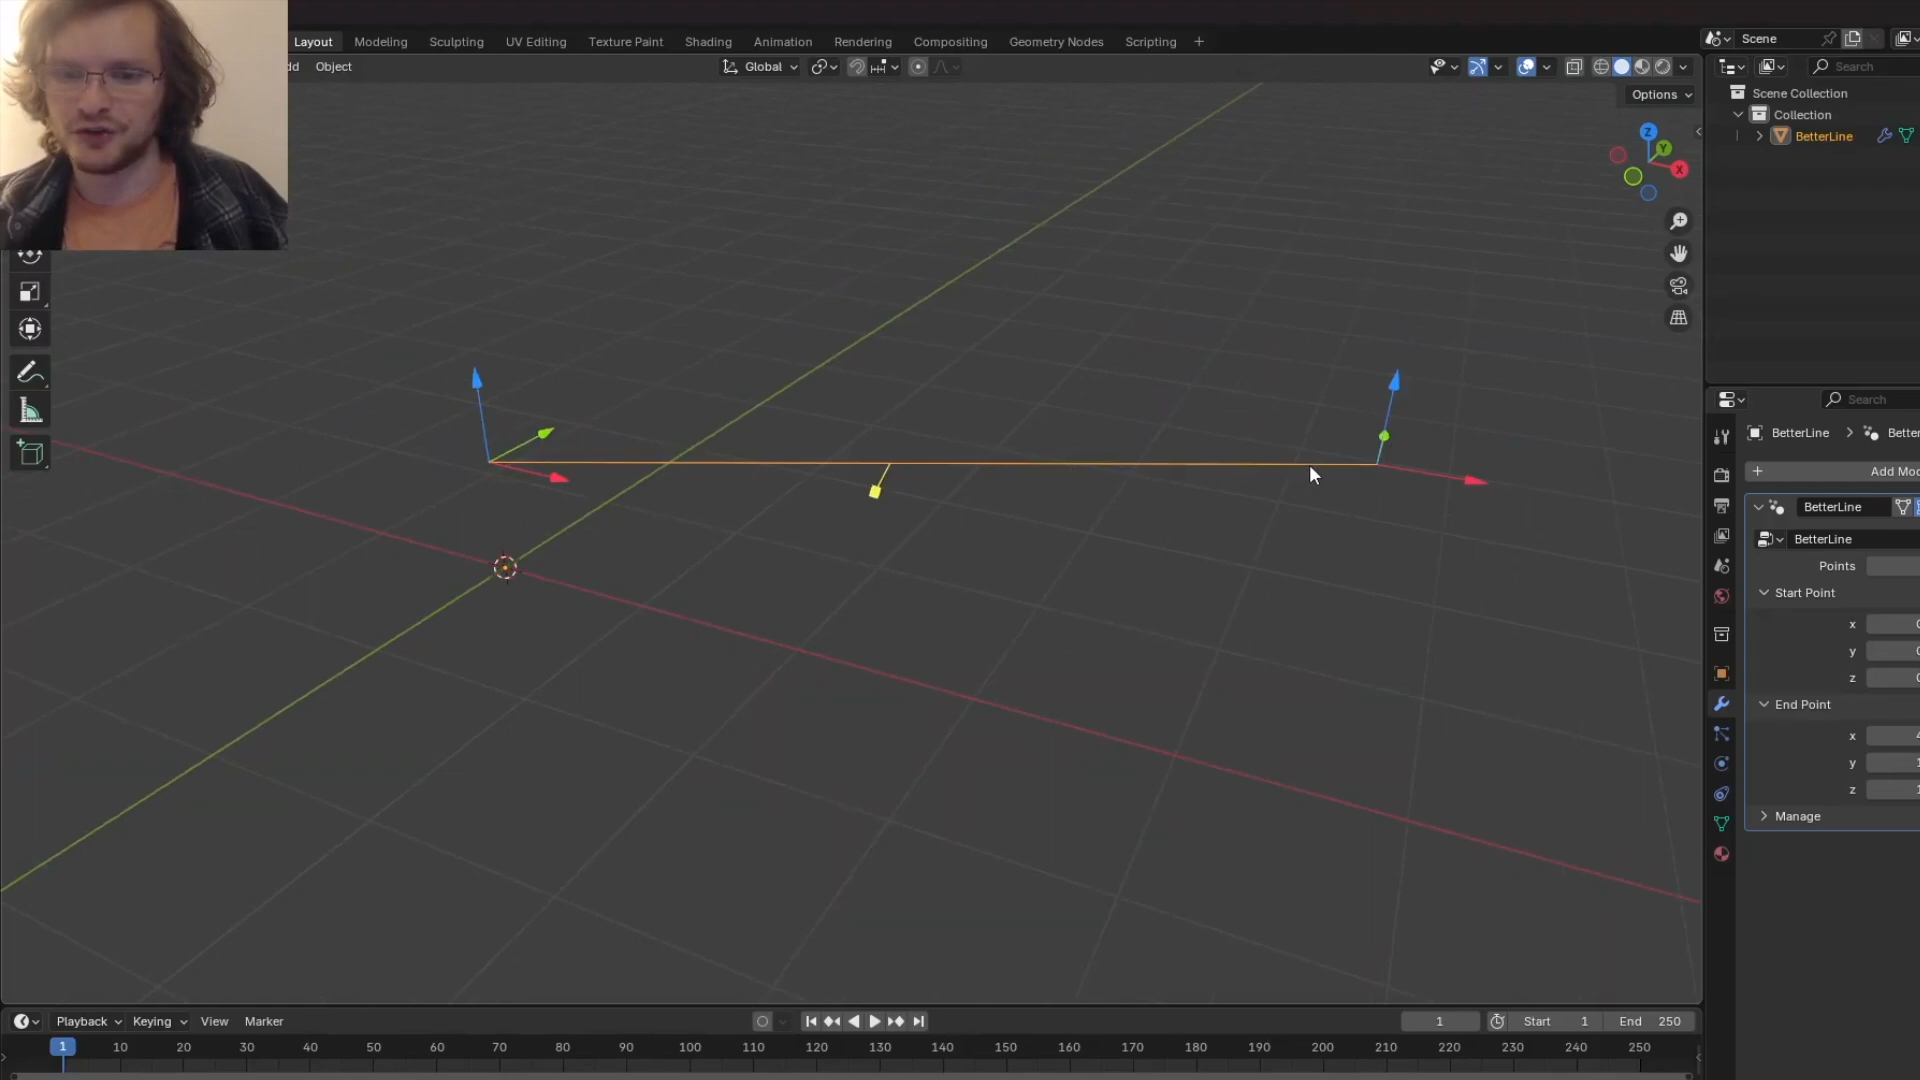 Layout Modeling Sculpting UV Editing Texture Paint Shading Animation Rendering Compositing Geometry Nodes Scripting +
Scene
Object
Global
Search
Options
Scene Collection
Collection
BetterLine
Z
Y
X
Search
BetterLine
Add
BetterLine
BetterLine
Points
Start Point
x
y
z
End Point
x
y
z
Manage
Playback Keying View Marker
1
Start 1
End 250
1 10 20 30 40 50 60 70 80 90 100 110 120 130 140 150 160 170 180 190 200 210 220 230 240 250